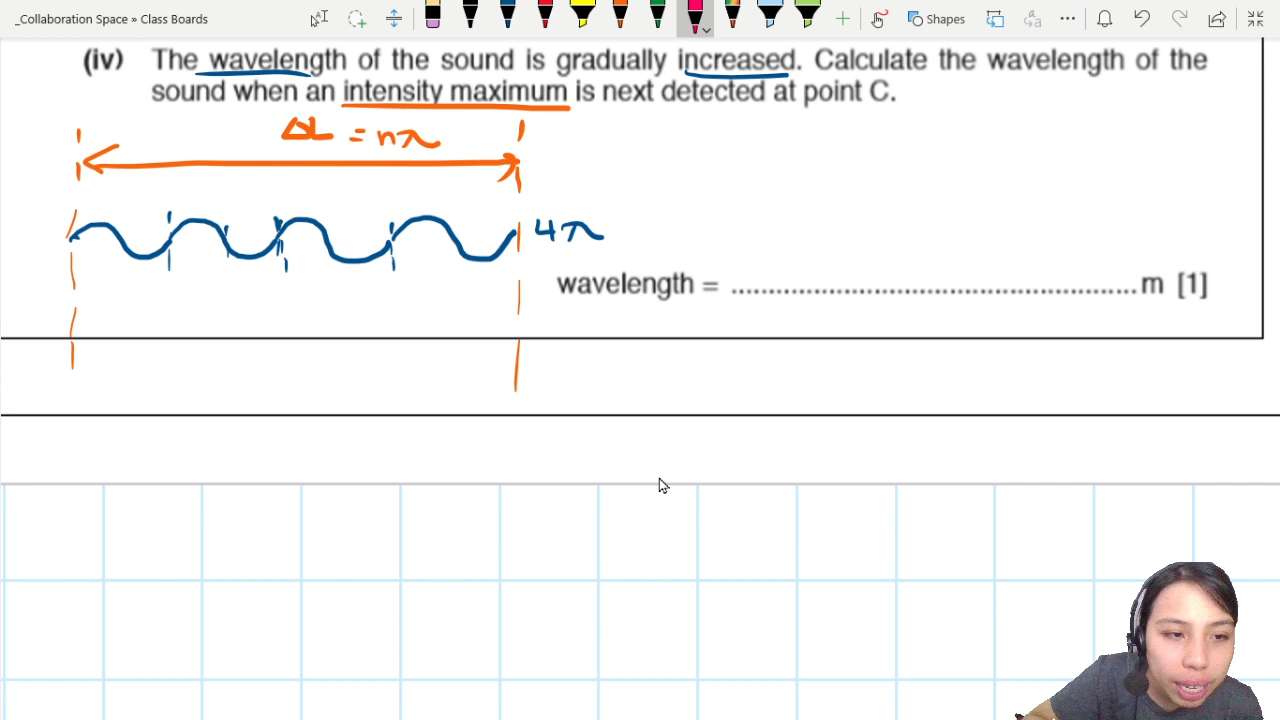 _Collaboration Space » Class Boards
Shapes
(iv) The wavelength of the sound is gradually increased. Calculate the wavelength of the
sound when an intensity maximum is next detected at point C.
ΔL = nλ
4λ
wavelength = ............................................................ m [1]